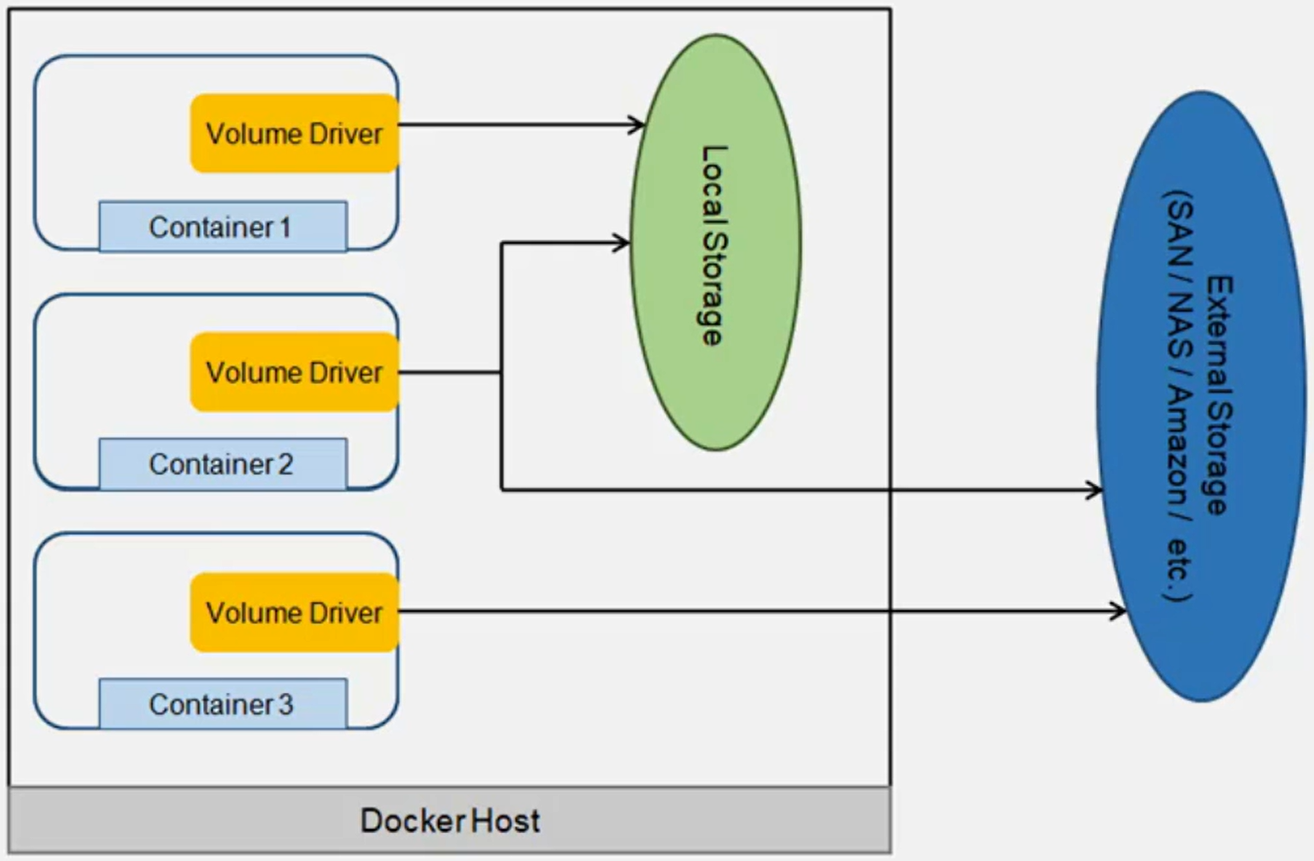 Volume Driver
Container 1
Volume Driver
Container 2
Volume Driver
Container 3
Local Storage
External Storage
(SAN / NAS / Amazon / etc.)
Docker Host